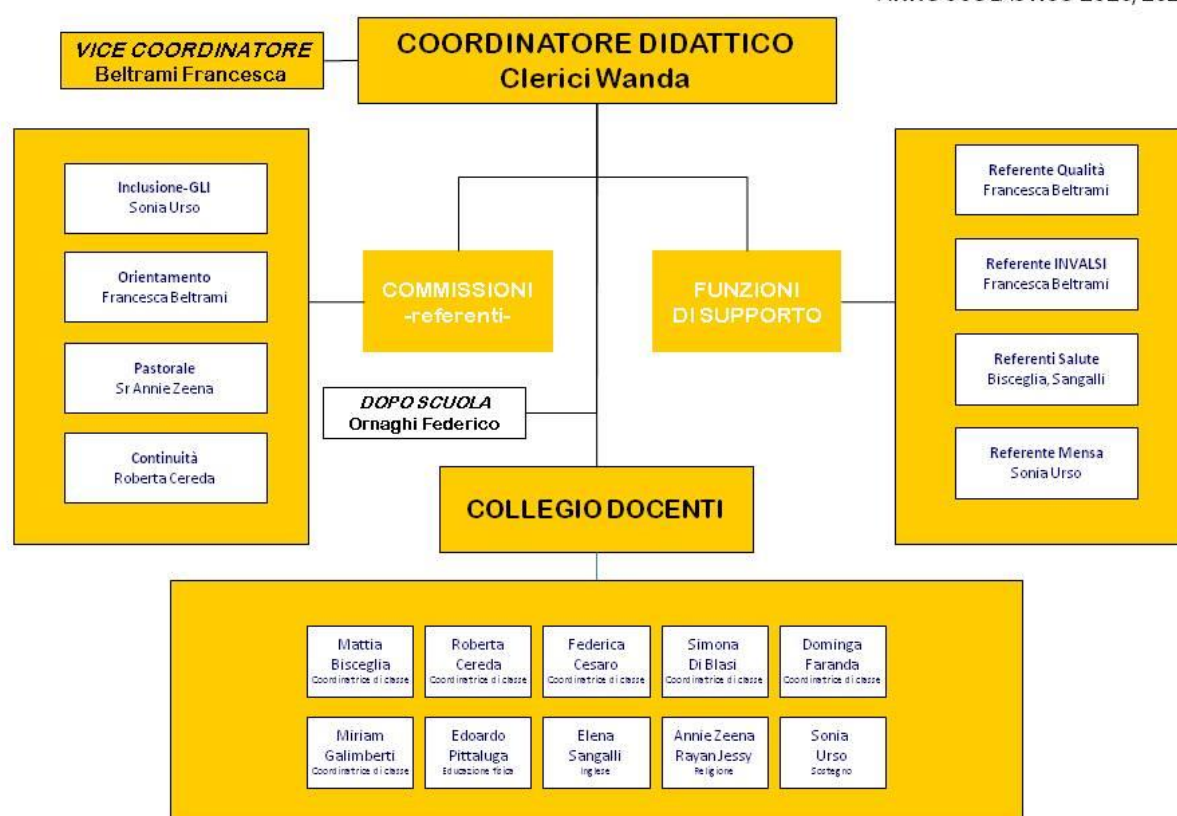 VICE COORDINATORE
Beltrami Francesca
COORDINATORE DIDATTICO
Clerici Wanda
Inclusione-GLI
Sonia Urso
Orientamento
Francesca Beltrami
Pastorale
Sr Annie Zeena
Continuità
Roberta Cereda
COMMISSIONI
-referenti-
FUNZIONI
DI SUPPORTO
Referente Qualità
Francesca Beltrami
Referente INVALSI
Francesca Beltrami
Referenti Salute
Bisceglia, Sangalli
Referente Mensa
Sonia Urso
DOPO SCUOLA
Ornaghi Federico
COLLEGIO DOCENTI
Mattia
Bisceglia
Coordinatrice di classe
Roberta
Cereda
Coordinatrice di classe
Federica
Cesaro
Coordinatrice di classe
Simona
Di Blasi
Coordinatrice di classe
Dominga
Faranda
Coordinatrice di classe
Miriam
Galimberti
Coordinatrice di classe
Edoardo
Pittaluga
Educazione fisica
Elena
Sangalli
Inglese
Annie Zeena
Rayan Jessy
Religione
Sonia
Urso
Sostegno